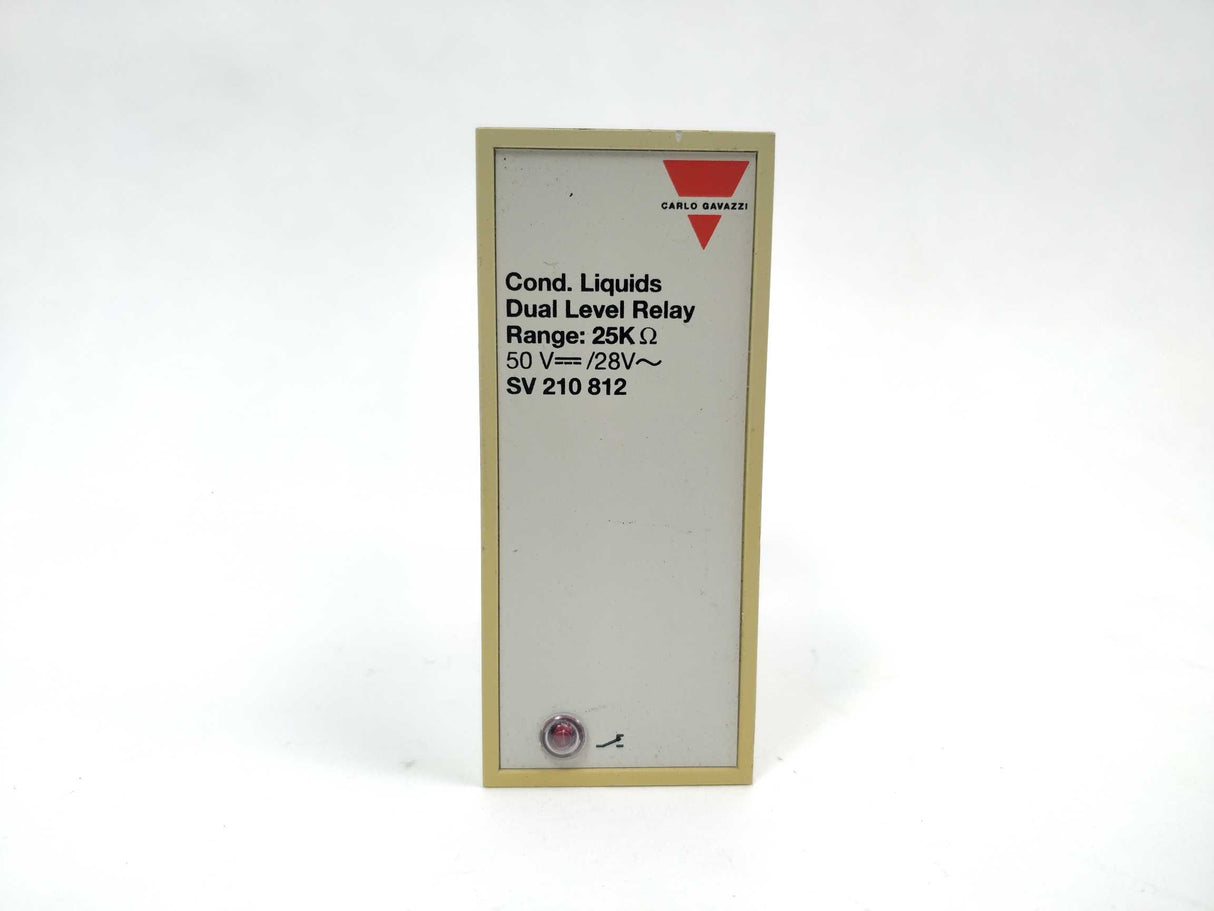 CARLO GAVAZZI
Cond. Liquids
Dual Level Relay
Range: 25K Ω
50 V⎓ /28V～
SV 210 812